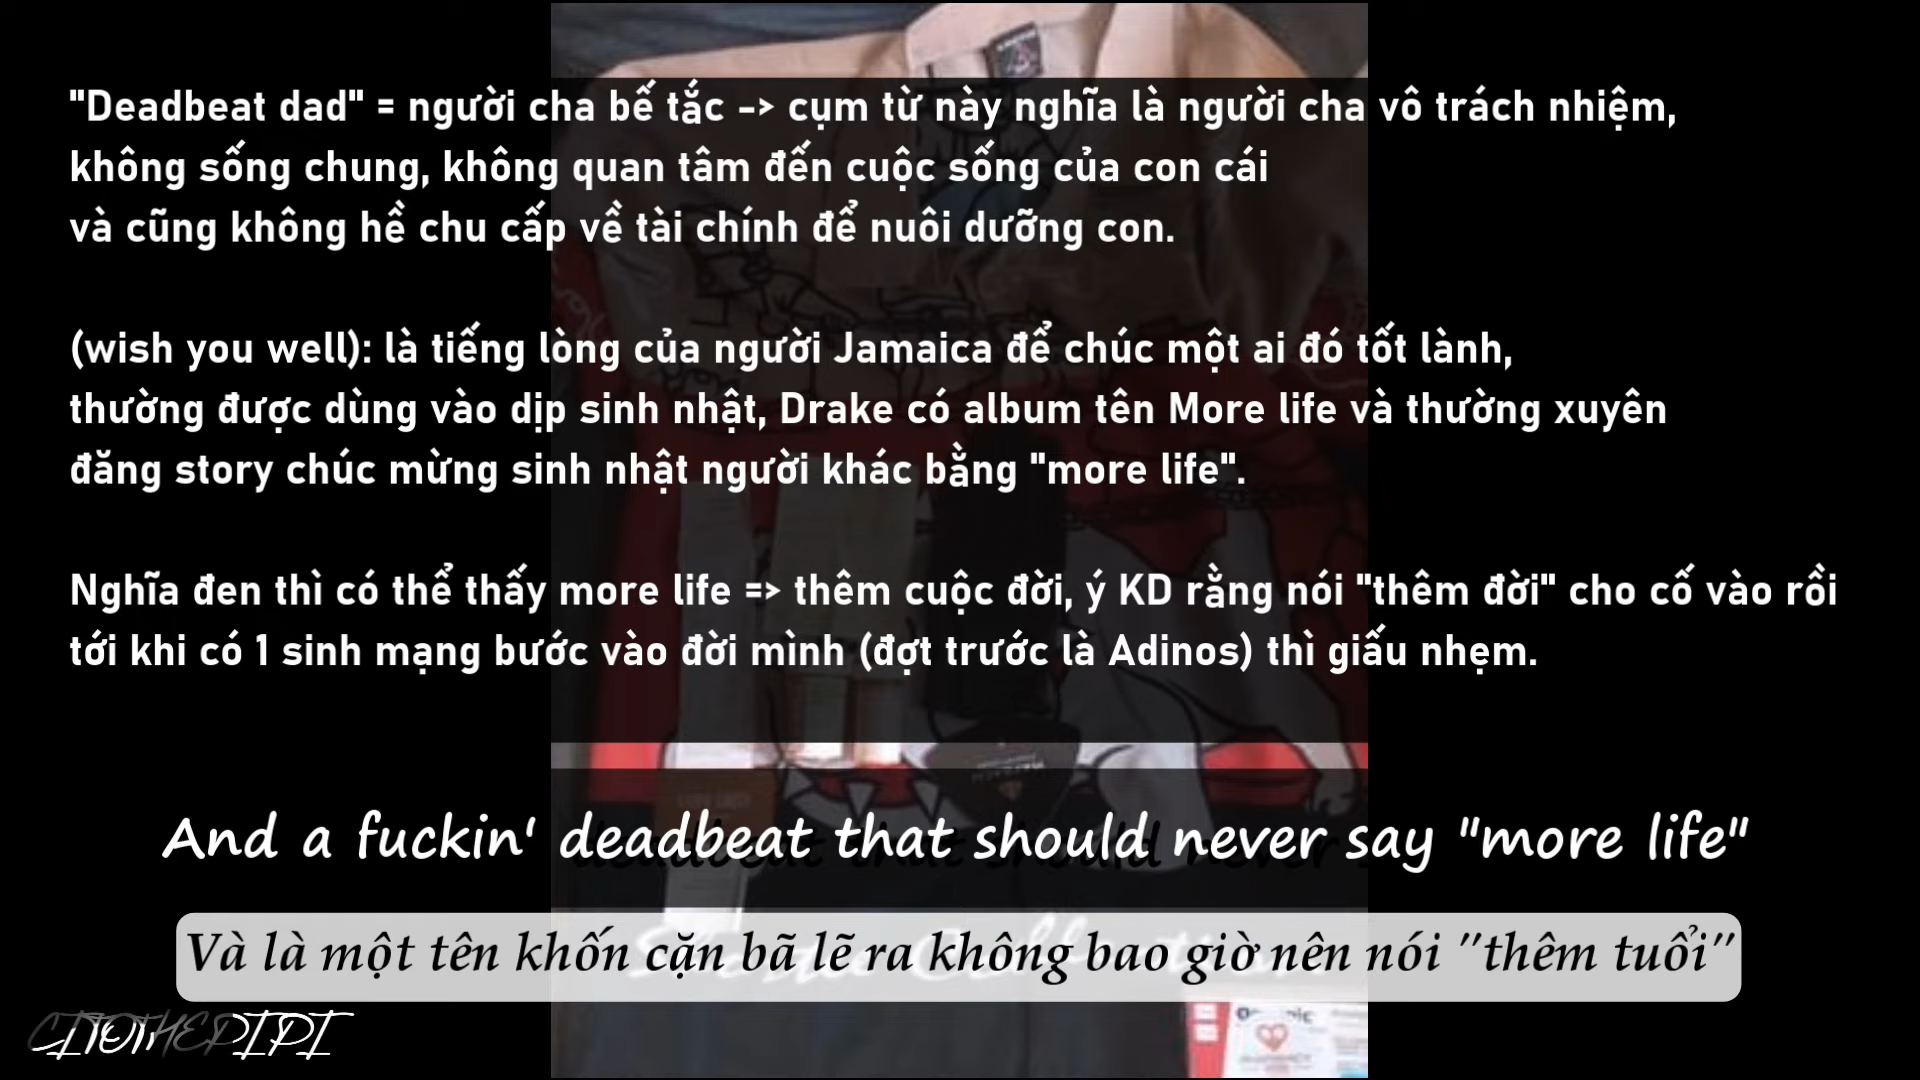 "Deadbeat dad" = người cha bế tắc -> cụm từ này nghĩa là người cha vô trách nhiệm,
không sống chung, không quan tâm đến cuộc sống của con cái
và cũng không hề chu cấp về tài chính để nuôi dưỡng con.
(wish you well): là tiếng lòng của người Jamaica để chúc một ai đó tốt lành,
thường được dùng vào dịp sinh nhật, Drake có album tên More life và thường xuyên
đăng story chúc mừng sinh nhật người khác bằng "more life".
Nghĩa đen thì có thể thấy more life => thêm cuộc đời, ý KD rằng nói "thêm đời" cho cố vào rồi
tới khi có 1 sinh mạng bước vào đời mình (đợt trước là Adinos) thì giấu nhẹm.
And a fuckin' deadbeat that should never say "more life"
Và là một tên khốn cặn bã lẽ ra không bao giờ nên nói "thêm tuổi"